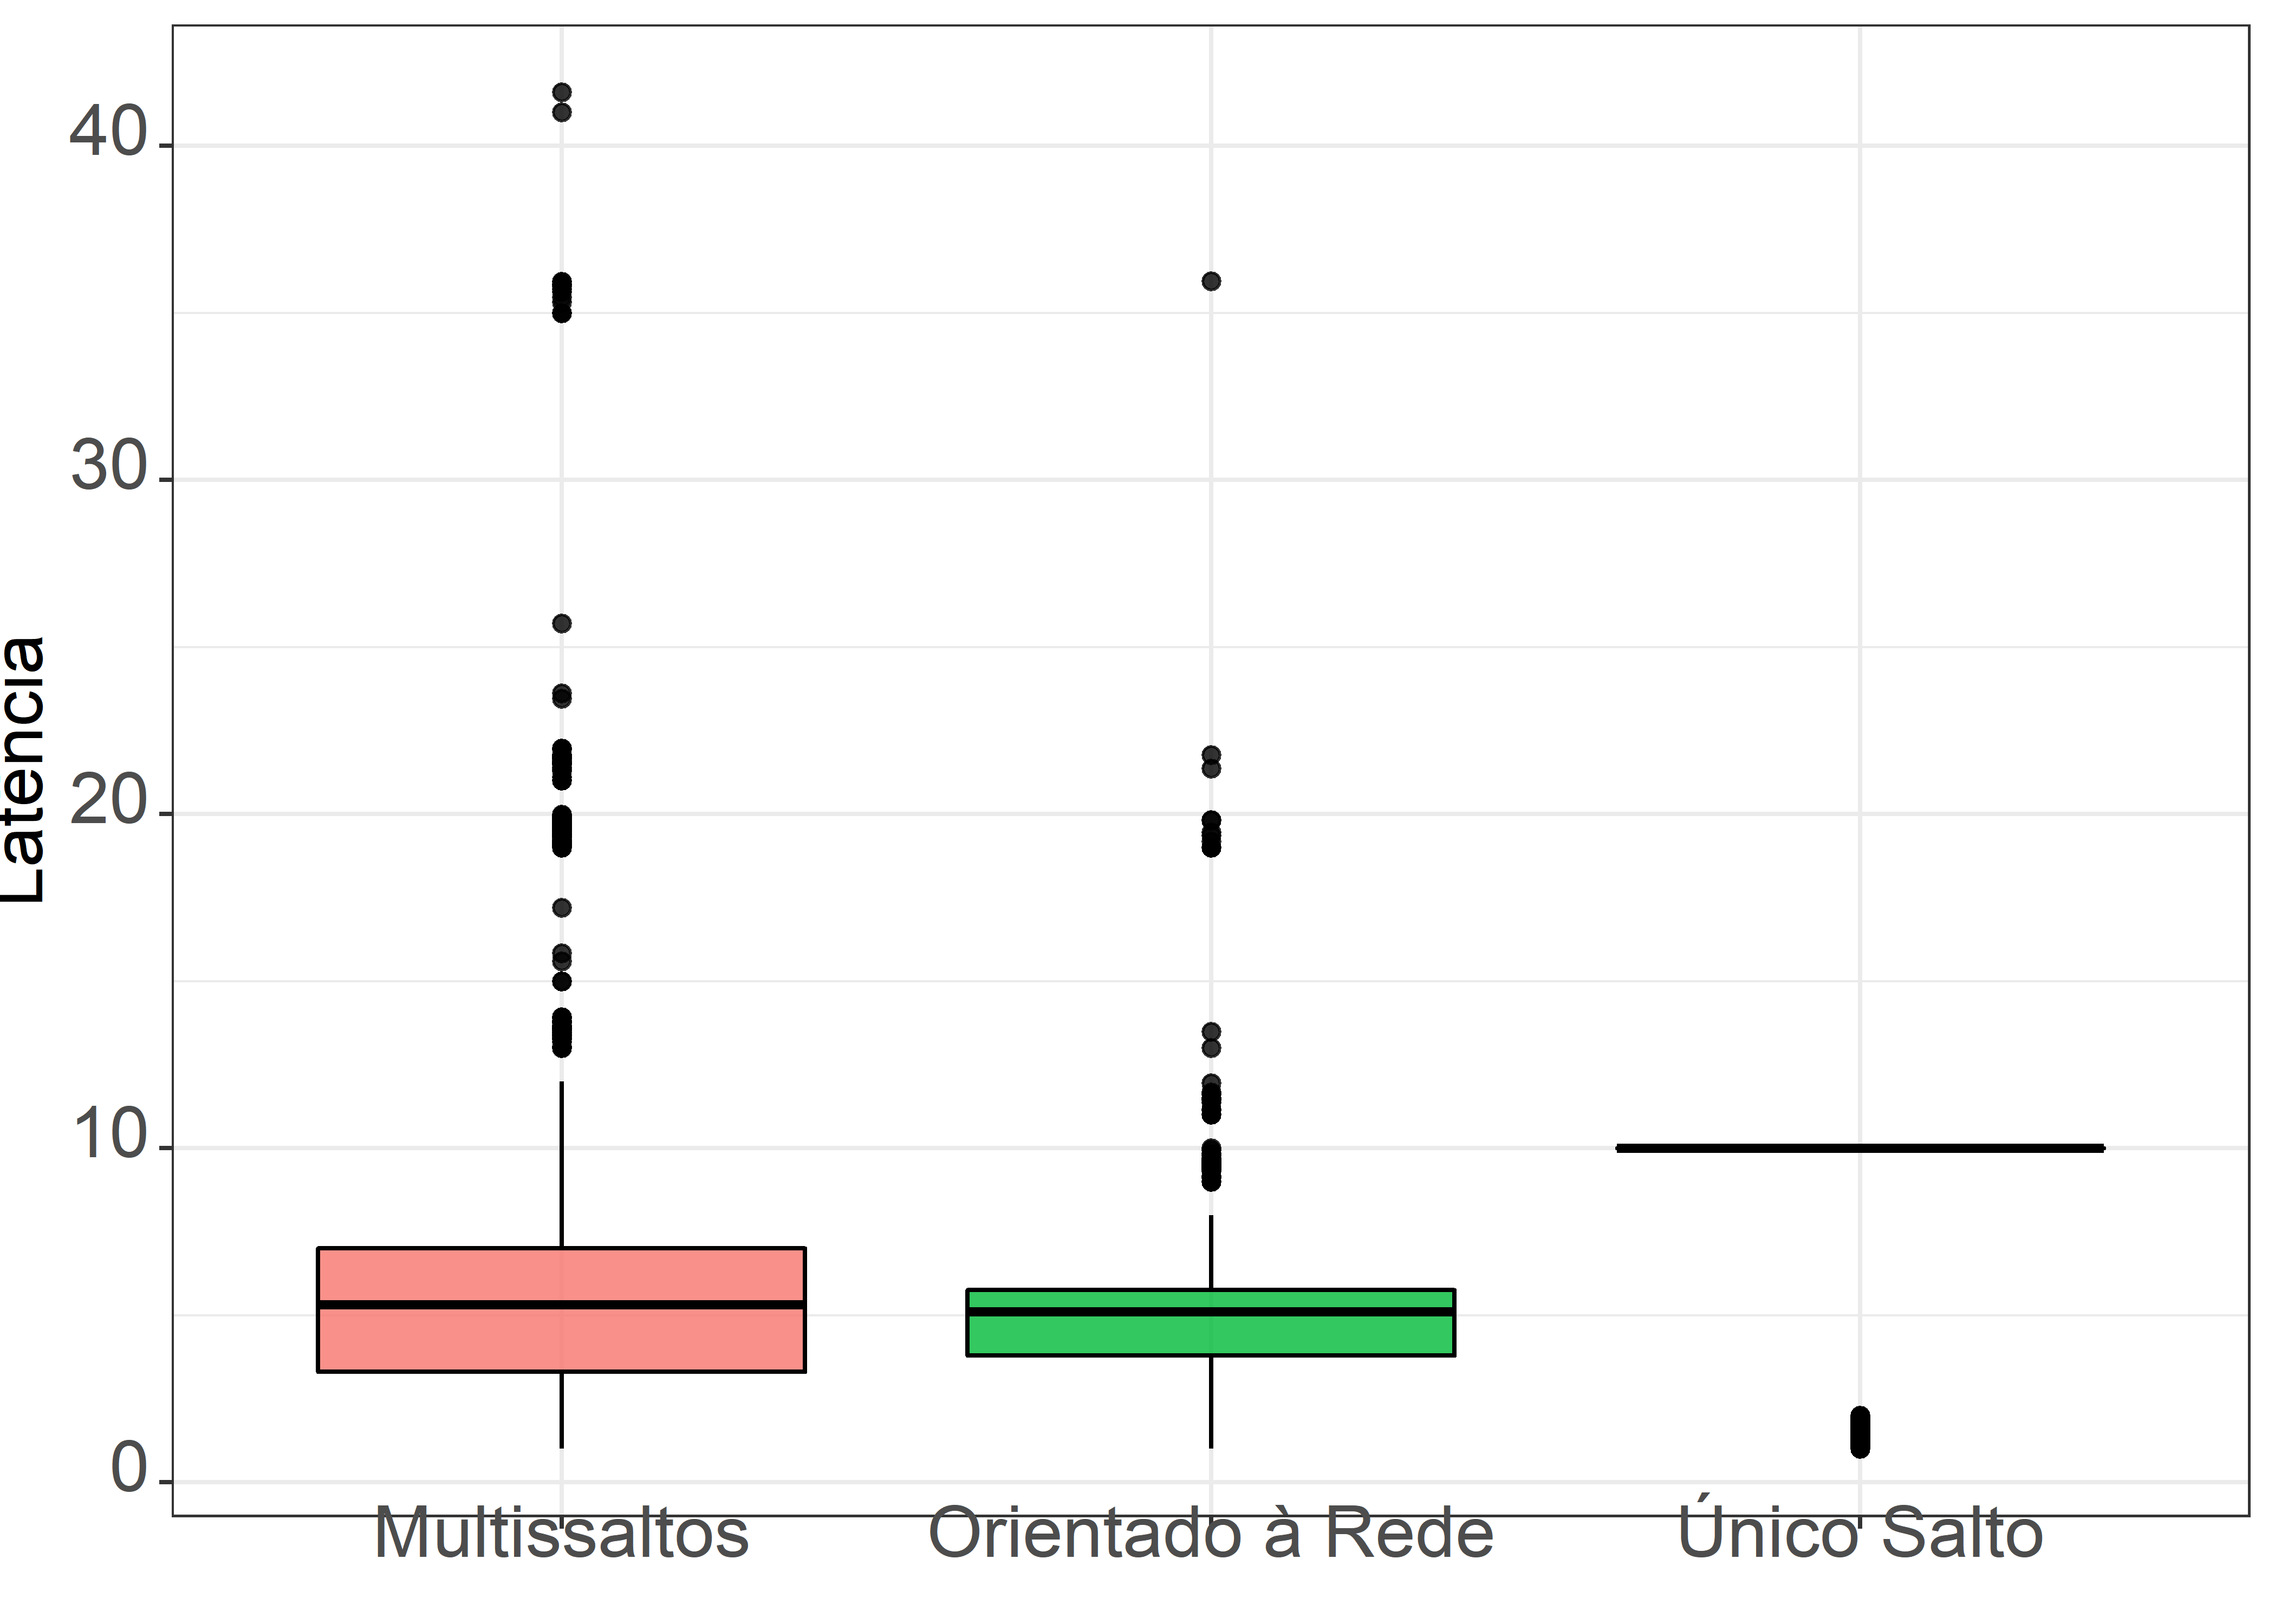 Latencia
40
30
20
10
0
Multissaltos
Orientado à Rede
Único Salto